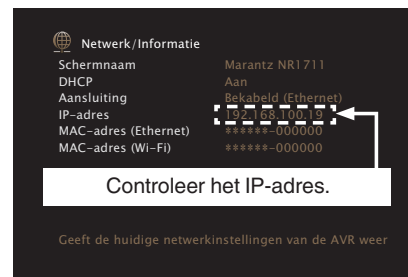 Netwerk/Informatie
Schermnaam Marantz NR1711
DHCP Aan
Aansluiting Bekabeld (Ethernet)
IP-adres 192.168.100.19
MAC-adres (Ethernet) ******-000000
MAC-adres (Wi-Fi) ******-000000
Controleer het IP-adres.
Geeft de huidige netwerkinstellingen van de AVR weer